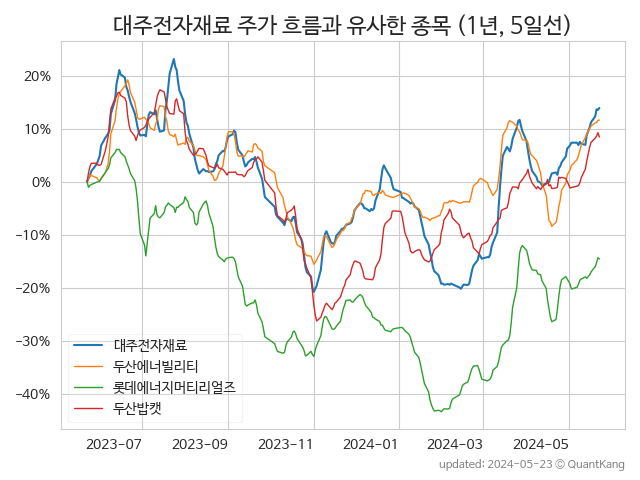 대주전자재료 주가 흐름과 유사한 종목 (1년, 5일선)
20%
10%
0%
−10%
−20%
−30%
−40%
대주전자재료
두산에너빌리티
롯데에너지머티리얼즈
두산밥캣
2023-07 2023-09 2023-11 2024-01 2024-03 2024-05
updated: 2024-05-23 ⓒ QuantKang